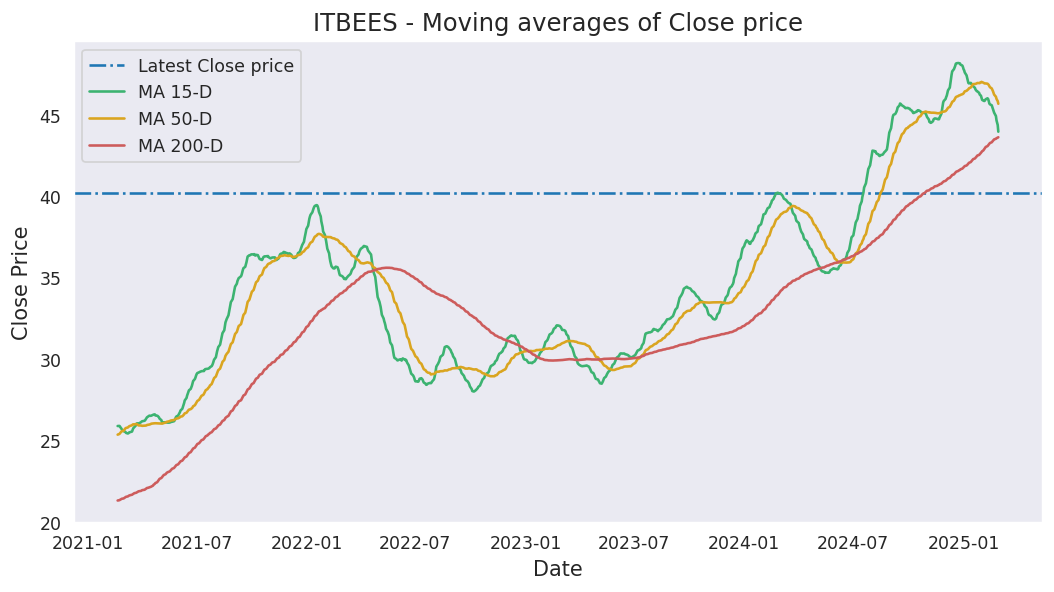 ITBEES - Moving averages of Close price
Latest Close price
MA 15-D
MA 50-D
MA 200-D
Close Price
45
40
35
30
25
20
2021-01 2021-07 2022-01 2022-07 2023-01 2023-07 2024-01 2024-07 2025-01
Date